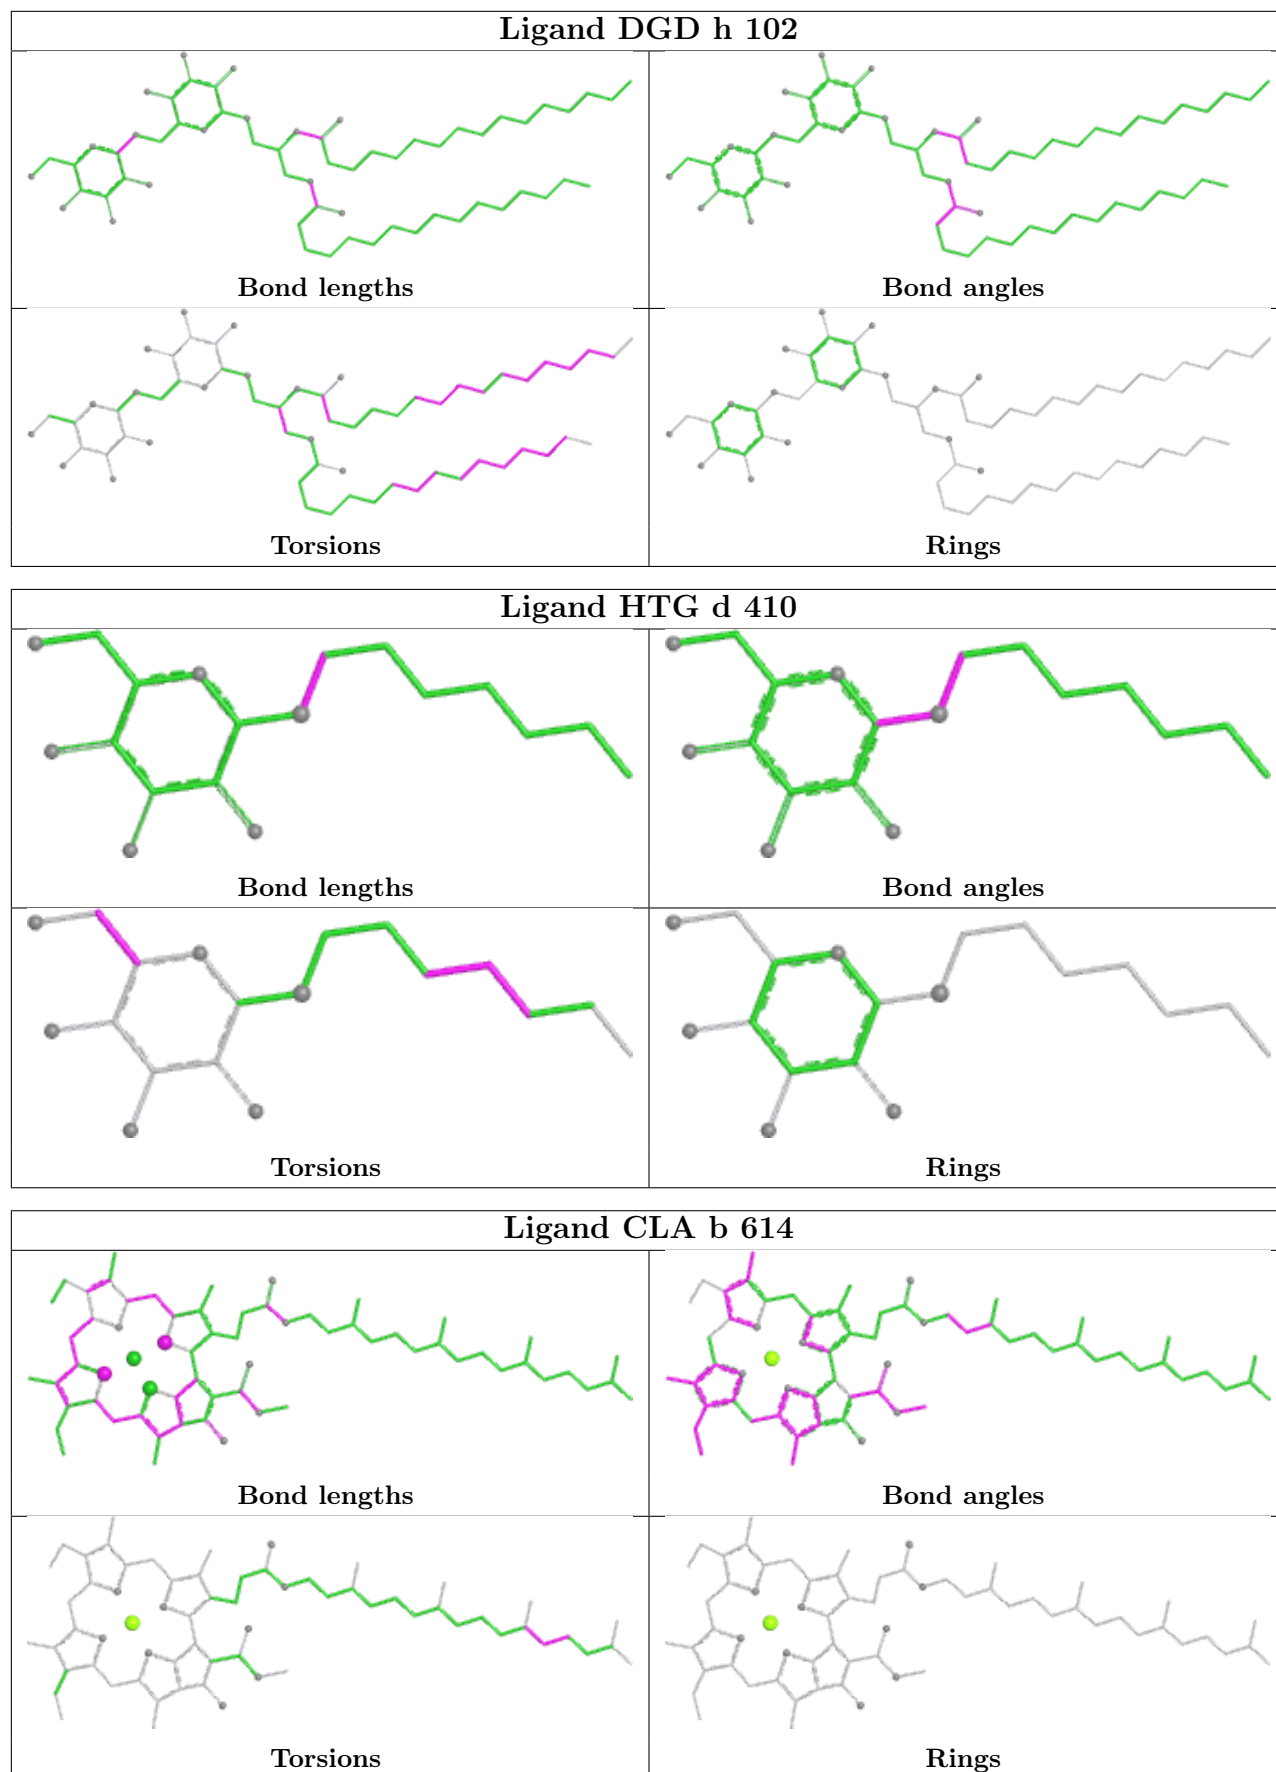 Ligand DGD h 102
Bond lengths
Bond angles
Torsions
Rings
Ligand HTG d 410
Bond lengths
Bond angles
Torsions
Rings
Ligand CLA b 614
Bond lengths
Bond angles
Torsions
Rings